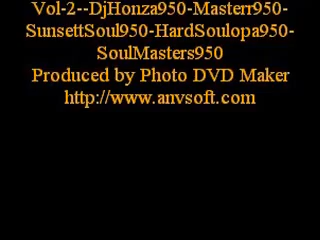 Vol-2--DjHonza950-Masterr950-
SunsettSoul950-HardSoulopa950-
SoulMasters950
Produced by Photo DVD Maker
http://www.anvsoft.com